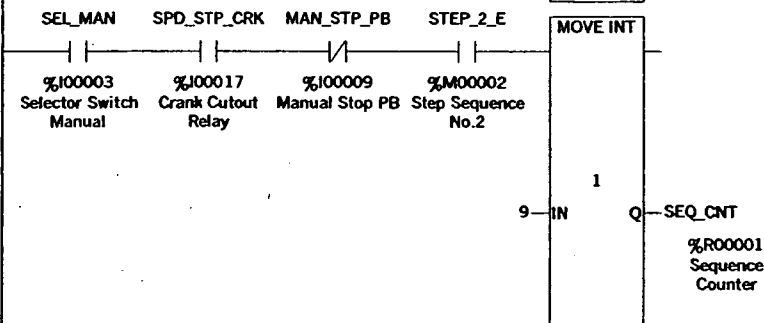 SEL_MAN SPD_STP_CRK MAN_STP_PB STEP_2_E
MOVE INT
%I00003 %I00017 %I00009 %M00002
Selector Switch Crank Cutout Manual Stop PB Step Sequence
Manual Relay No.2
1
9 IN Q SEQ_CNT
%R00001
Sequence
Counter